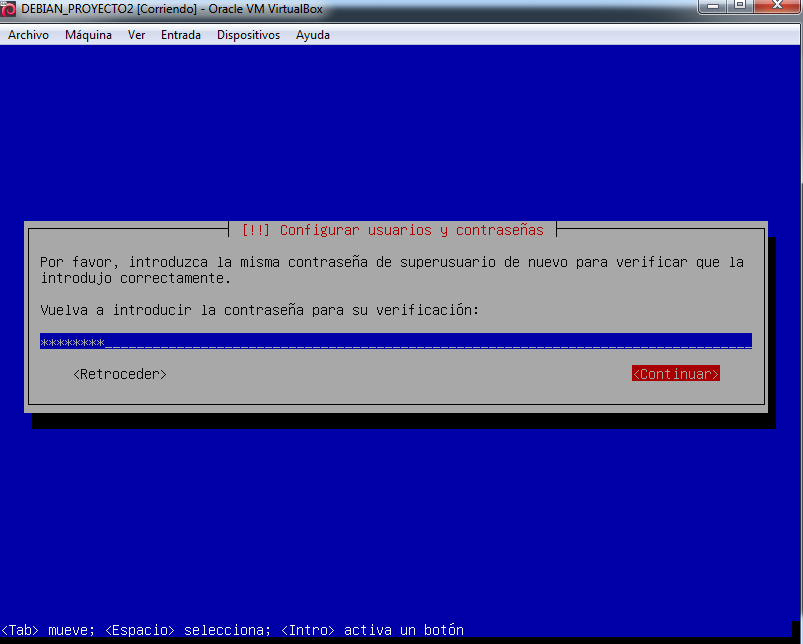 DEBIAN_PROYECTO2 [Corriendo] - Oracle VM VirtualBox
Archivo Máquina Ver Entrada Dispositivos Ayuda
[!!] Configurar usuarios y contraseñas
Por favor, introduzca la misma contraseña de superusuario de nuevo para verificar que la
introdujo correctamente.
Vuelva a introducir la contraseña para su verificación:
********
<Retroceder> <Continuar>
<Tab> mueve; <Espacio> selecciona; <Intro> activa un botón